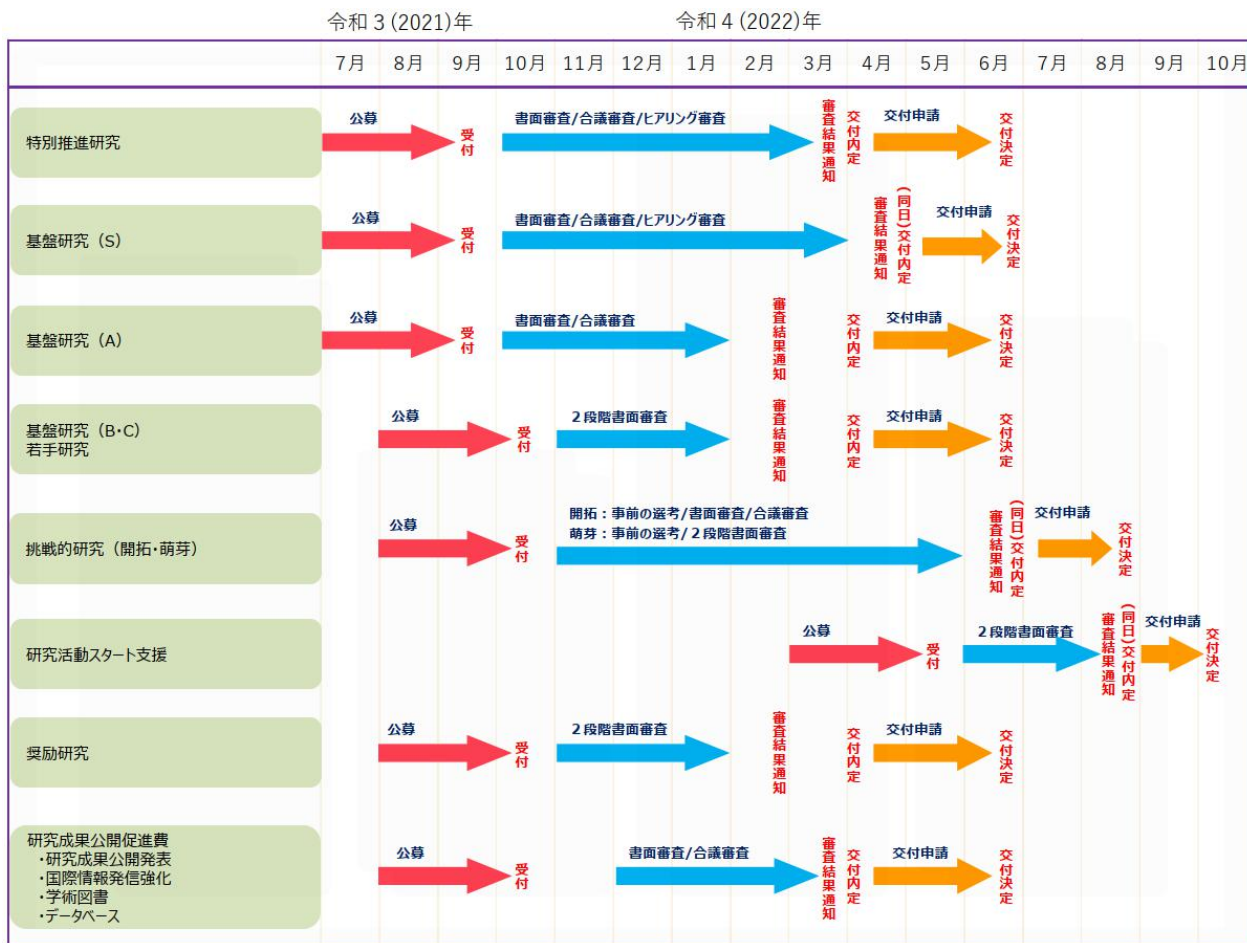 令和３(2021)年 令和４(2022)年
7月 8月 9月 10月 11月 12月 1月 2月 3月 4月 5月 6月 7月 8月 9月 10月
特別推進研究
公募
受付
書面審査/合議審査/ヒアリング審査
審査結果通知
交付内定
交付申請
交付決定
基盤研究（S）
公募
受付
書面審査/合議審査/ヒアリング審査
審査結果通知
(同日)交付内定
交付申請
交付決定
基盤研究（A）
公募
受付
書面審査/合議審査
審査結果通知
交付内定
交付申請
交付決定
基盤研究（B・C）
若手研究
公募
受付
２段階書面審査
審査結果通知
交付内定
交付申請
交付決定
挑戦的研究（開拓・萌芽）
公募
受付
開拓：事前の選考/書面審査/合議審査
萌芽：事前の選考/２段階書面審査
審査結果通知
(同日)交付内定
交付申請
交付決定
研究活動スタート支援
公募
受付
２段階書面審査
審査結果通知
(同日)交付内定
交付申請
交付決定
奨励研究
公募
受付
２段階書面審査
審査結果通知
交付内定
交付申請
交付決定
研究成果公開促進費
・研究成果公開発表
・国際情報発信強化
・学術図書
・データベース
公募
受付
書面審査/合議審査
審査結果通知
交付内定
交付申請
交付決定